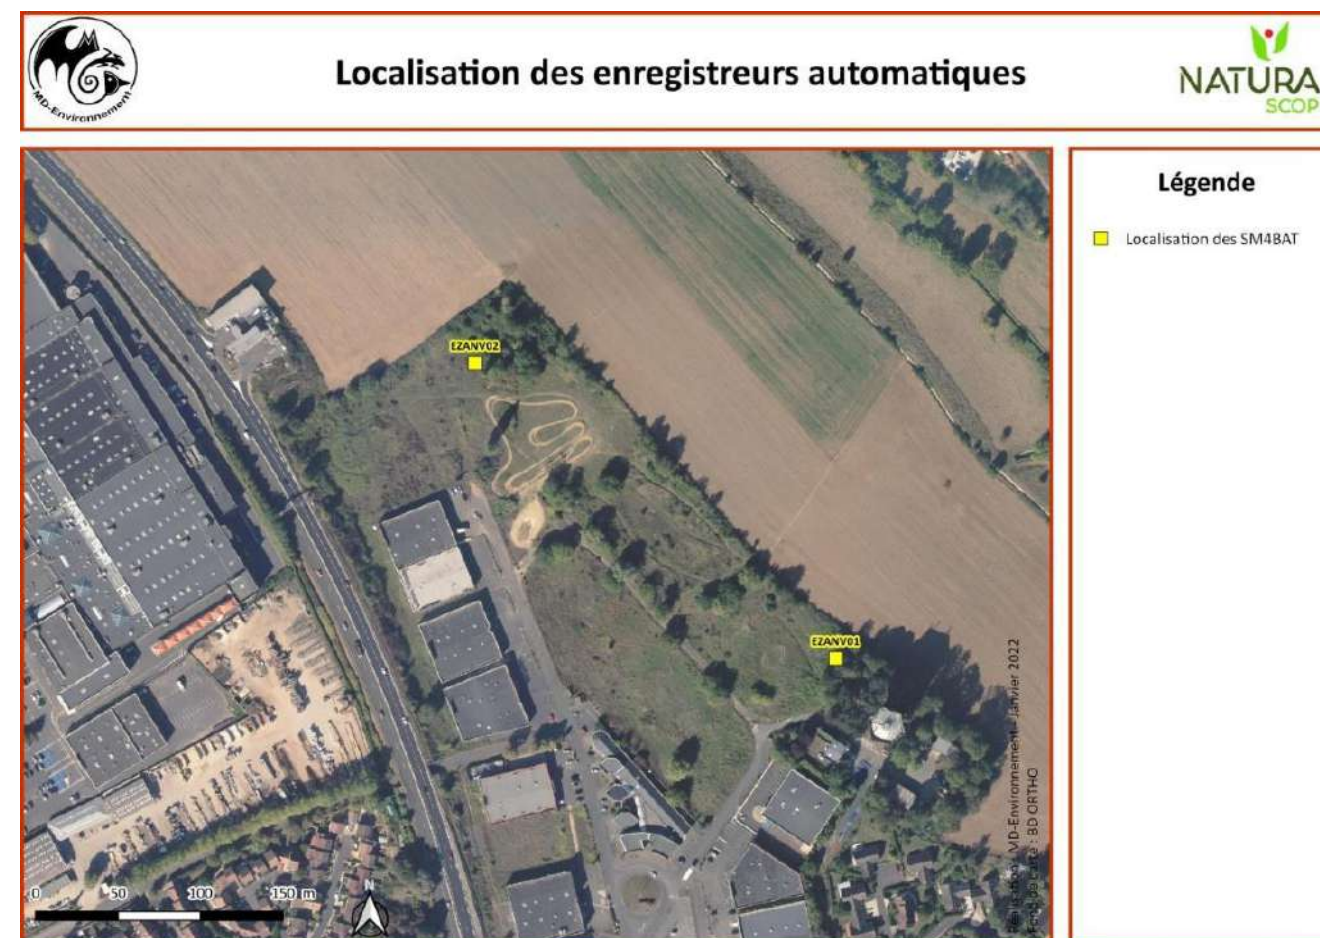 MD-Environnement
Localisation des enregistreurs automatiques
NATURA
SCOP
Légende
Localisation des SM4BAT
EZANV02
EZANV01
Réalisation : MD-Environnement - Janvier 2022
Fond de Carte : BD ORTHO
0 50 100 150 m
N